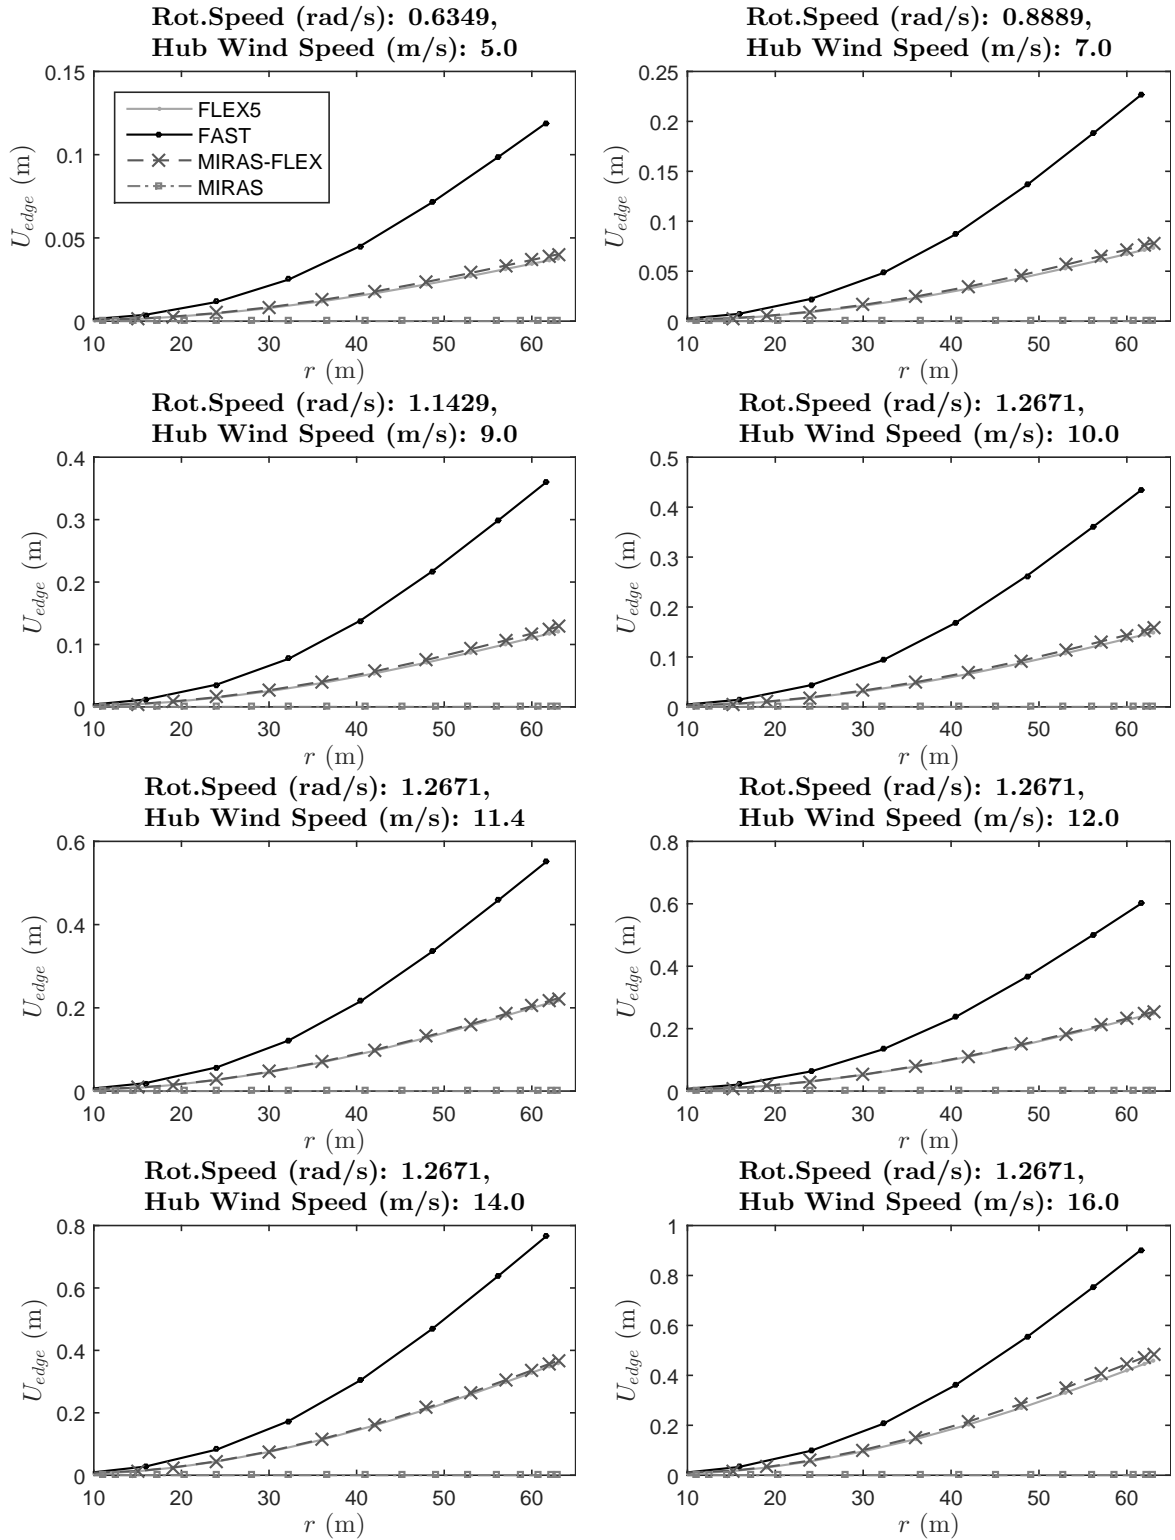 Rot.Speed (rad/s): 0.6349,
Hub Wind Speed (m/s): 5.0
0.15
0.1
0.05
0
U_edge (m)
FLEX5
FAST
MIRAS-FLEX
MIRAS
10 20 30 40 50 60
r (m)
Rot.Speed (rad/s): 0.8889,
Hub Wind Speed (m/s): 7.0
0.25
0.2
0.15
0.1
0.05
0
U_edge (m)
10 20 30 40 50 60
r (m)
Rot.Speed (rad/s): 1.1429,
Hub Wind Speed (m/s): 9.0
0.4
0.3
0.2
0.1
0
U_edge (m)
10 20 30 40 50 60
r (m)
Rot.Speed (rad/s): 1.2671,
Hub Wind Speed (m/s): 10.0
0.5
0.4
0.3
0.2
0.1
0
U_edge (m)
10 20 30 40 50 60
r (m)
Rot.Speed (rad/s): 1.2671,
Hub Wind Speed (m/s): 11.4
0.6
0.4
0.2
0
U_edge (m)
10 20 30 40 50 60
r (m)
Rot.Speed (rad/s): 1.2671,
Hub Wind Speed (m/s): 12.0
0.8
0.6
0.4
0.2
0
U_edge (m)
10 20 30 40 50 60
r (m)
Rot.Speed (rad/s): 1.2671,
Hub Wind Speed (m/s): 14.0
0.8
0.6
0.4
0.2
0
U_edge (m)
10 20 30 40 50 60
r (m)
Rot.Speed (rad/s): 1.2671,
Hub Wind Speed (m/s): 16.0
1
0.8
0.6
0.4
0.2
0
U_edge (m)
10 20 30 40 50 60
r (m)